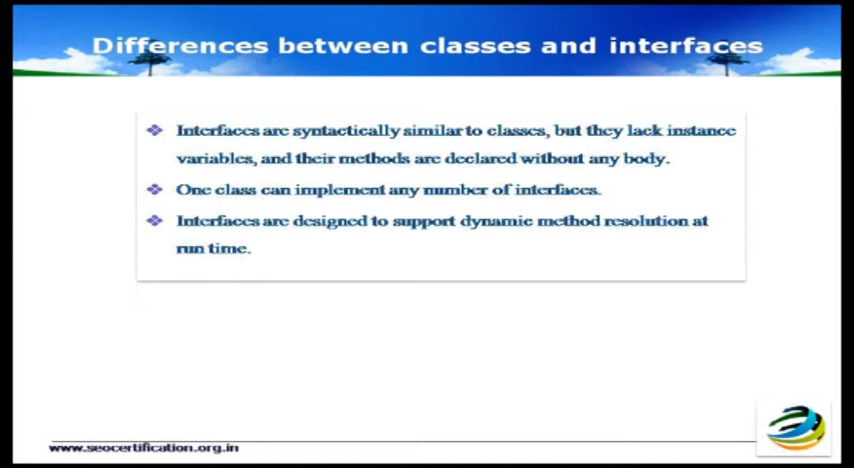 Differences between classes and interfaces
Interfaces are syntactically similar to classes, but they lack instance
variables, and their methods are declared without any body.
One class can implement any number of interfaces.
Interfaces are designed to support dynamic method resolution at
run time.
www.seocertification.org.in